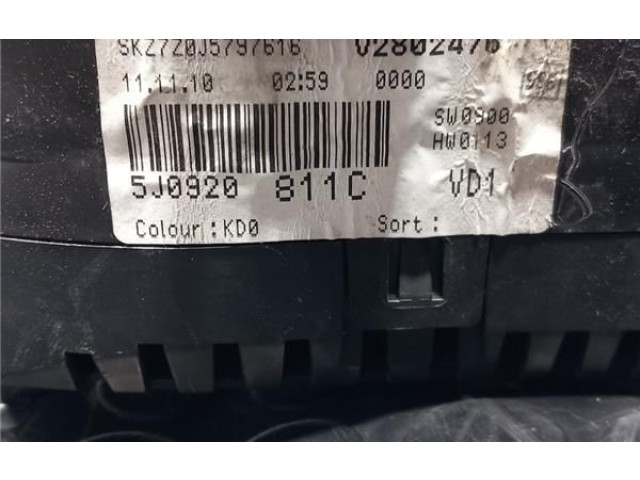 SKZ7Z0J5797616 V2802476
11.11.10 02:59 0000
SW0900
HW0113
5J0920 811C VD1
Colour : KD0 Sort :